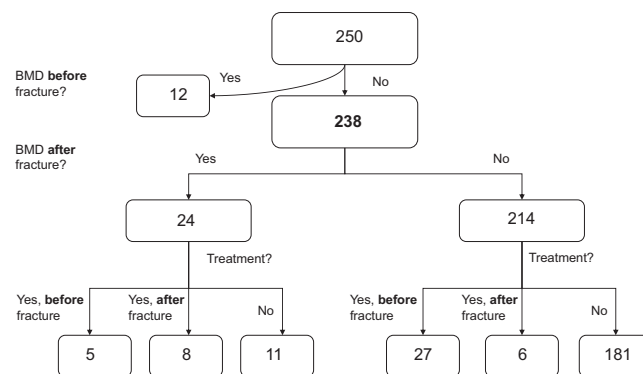 250
BMD before
fracture?
Yes
No
12
238
BMD after
fracture?
Yes
No
24
214
Treatment?
Treatment?
Yes, before
fracture
Yes, after
fracture
No
Yes, before
fracture
Yes, after
fracture
No
5
8
11
27
6
181